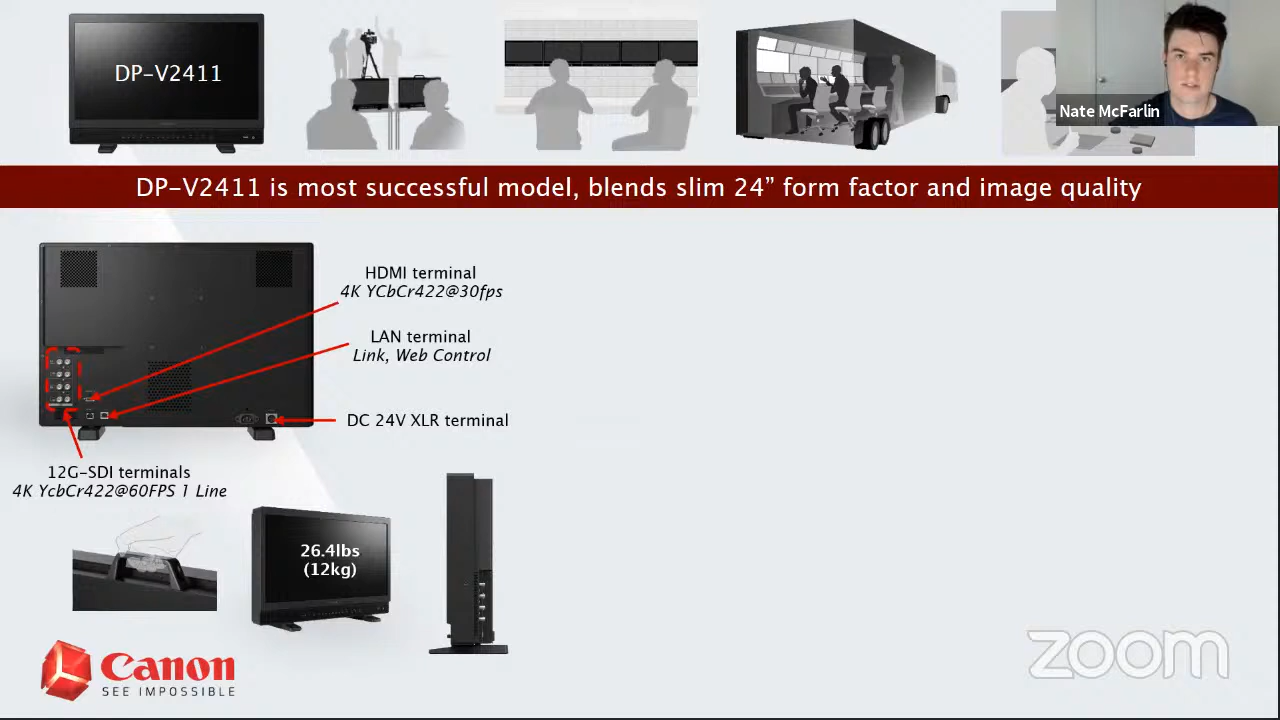 DP-V2411
Nate McFarlin
DP-V2411 is most successful model, blends slim 24” form factor and image quality
HDMI terminal
4K YCbCr422@30fps
LAN terminal
Link, Web Control
DC 24V XLR terminal
12G-SDI terminals
4K YcbCr422@60FPS 1 Line
26.4lbs
(12kg)
Canon
SEE IMPOSSIBLE
zoom